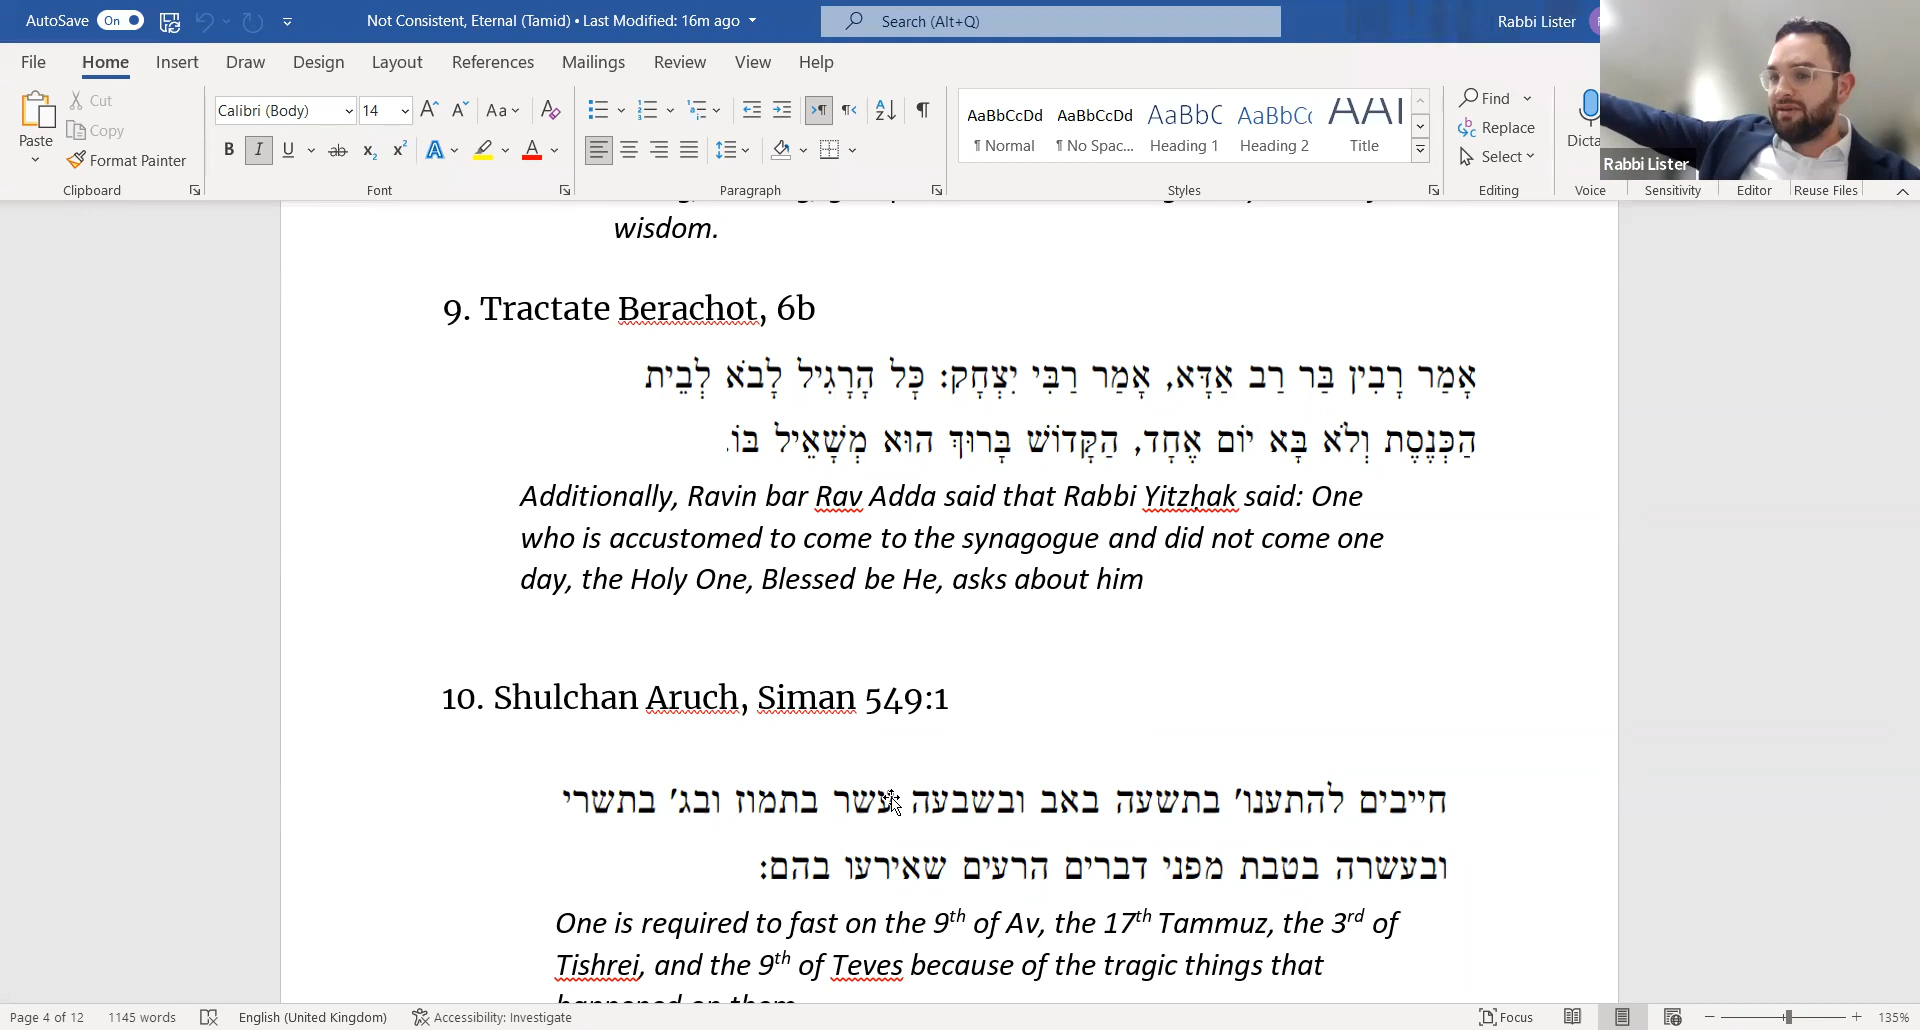 AutoSave On Not Consistent, Eternal (Tamid) • Last Modified: 16m ago Search (Alt+Q) Rabbi Lister
File Home Insert Draw Design Layout References Mailings Review View Help
Cut
Copy
Paste Format Painter
Clipboard
Calibri (Body) 14
Font
Paragraph
AaBbCcDd AaBbCcDd AaBbC AaBbCc AAI
¶ Normal ¶ No Spac... Heading 1 Heading 2 Title
Styles
Find
Replace
Select
Editing
Dicta
Voice Sensitivity Editor Reuse Files
Rabbi Lister
wisdom.
9. Tractate Berachot, 6b
אָמַר רָבִין בַּר רַב אַדָּא, אָמַר רַבִּי יִצְחָק: כׇּל הָרָגִיל לָבֹא לְבֵית
הַכְּנֶסֶת וְלֹא בָּא יוֹם אֶחָד, הַקָּדוֹשׁ בָּרוּךְ הוּא מְשָׁאֵיל בּוֹ.
Additionally, Ravin bar Rav Adda said that Rabbi Yitzḥak said: One
who is accustomed to come to the synagogue and did not come one
day, the Holy One, Blessed be He, asks about him
10. Shulchan Aruch, Siman 549:1
חייבים להתענו' בתשעה באב ובשבעה עשר בתמוז ובג' בתשרי
ובעשרה בטבת מפני דברים הרעים שאירעו בהם:
One is required to fast on the 9th of Av, the 17th Tammuz, the 3rd of
Tishrei, and the 9th of Teves because of the tragic things that
happened on them
Page 4 of 12 1145 words English (United Kingdom) Accessibility: Investigate Focus 135%